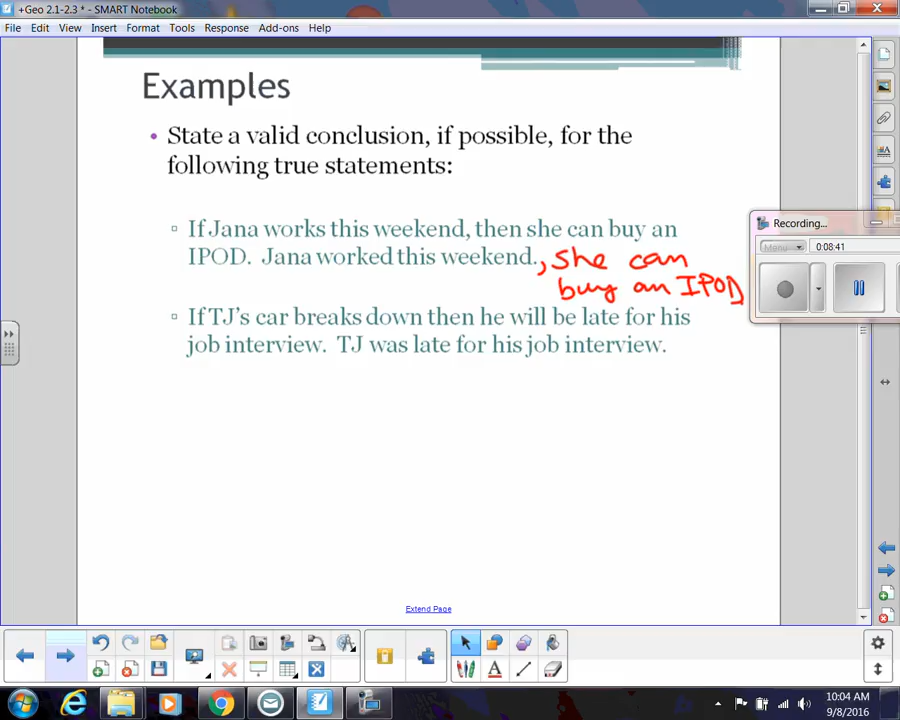 +Geo 2.1-2.3 * - SMART Notebook
File Edit View Insert Format Tools Response Add-ons Help
Examples
• State a valid conclusion, if possible, for the
following true statements:
▫ If Jana works this weekend, then she can buy an
IPOD. Jana worked this weekend., she can
buy an IPOD
▫ If TJ's car breaks down then he will be late for his
job interview. TJ was late for his job interview.
Recording...
Menu 0:08:41
Extend Page
10:04 AM
9/8/2016